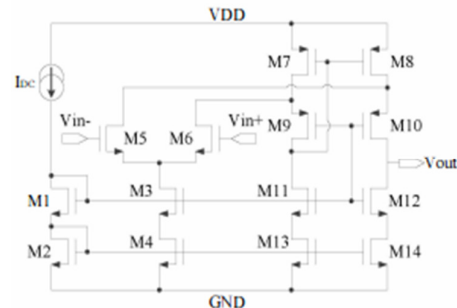 VDD
M7
M8
IDC
Vin-
M5
M6
Vin+
M9
M10
Vout
M1
M3
M11
M12
M2
M4
M13
M14
GND